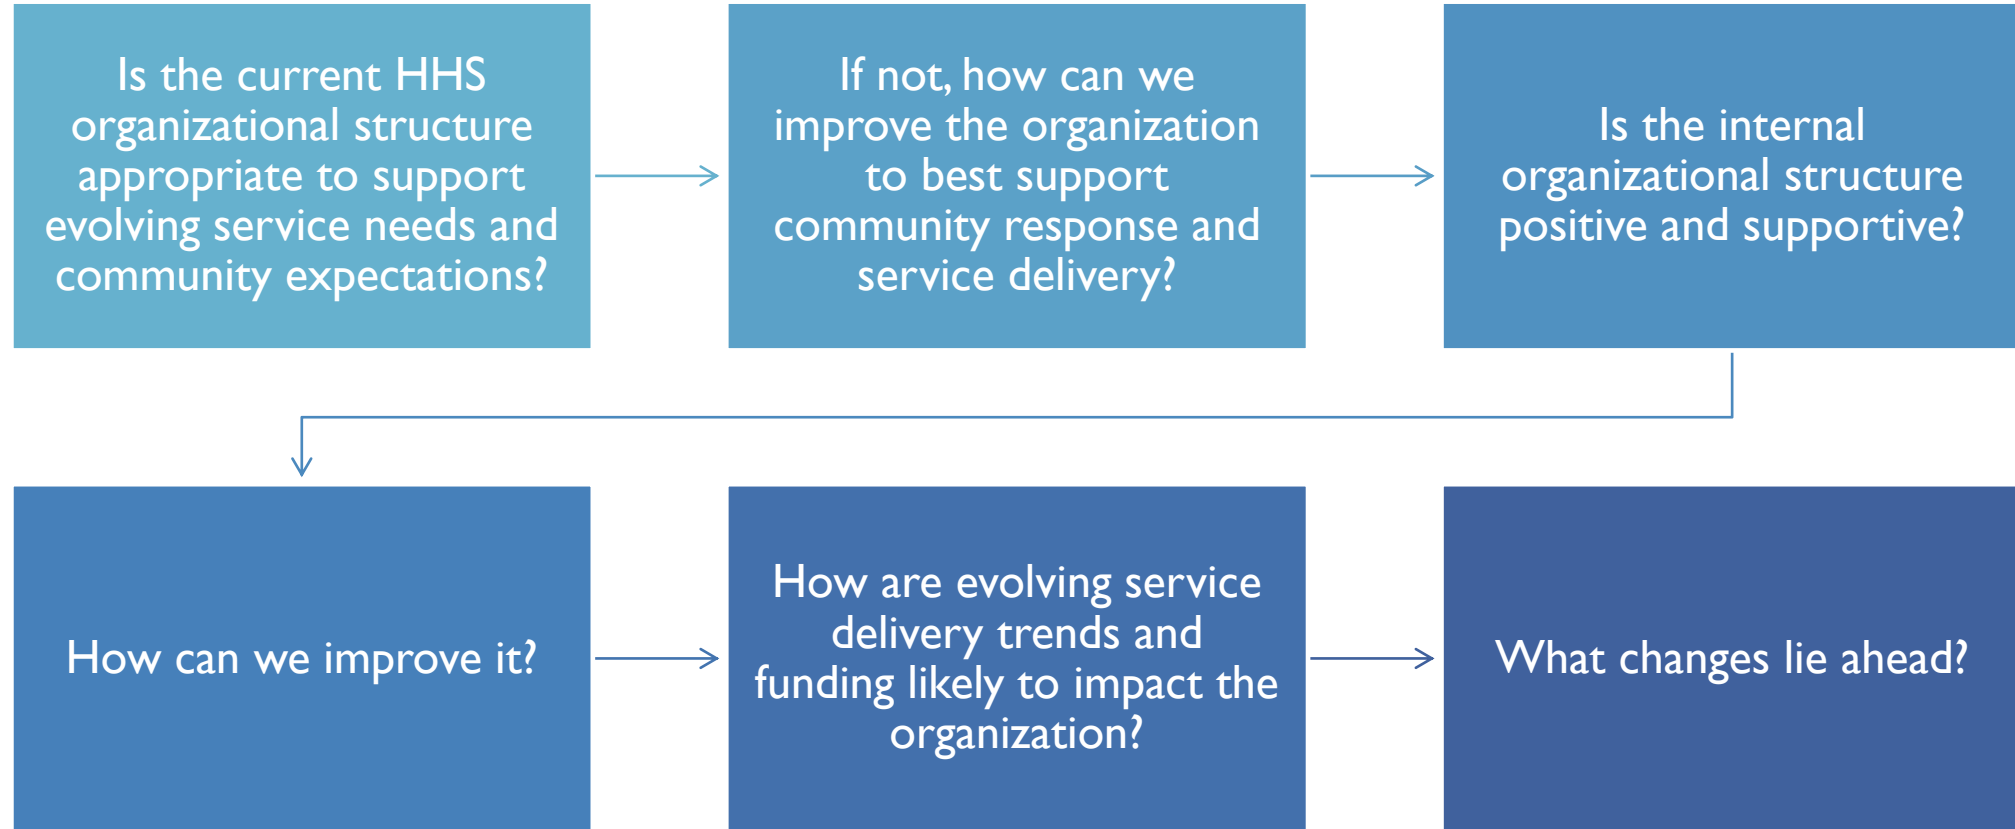 Is the current HHS
organizational structure
appropriate to support
evolving service needs and
community expectations?
If not, how can we
improve the organization
to best support
community response and
service delivery?
Is the internal
organizational structure
positive and supportive?
How can we improve it?
How are evolving service
delivery trends and
funding likely to impact the
organization?
What changes lie ahead?